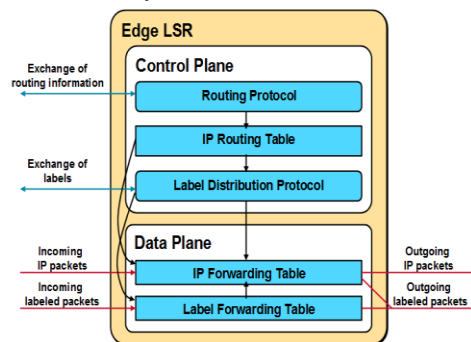 Edge LSR
Control Plane
Exchange of
routing information
Routing Protocol
IP Routing Table
Exchange of
labels
Label Distribution Protocol
Data Plane
Incoming
IP packets
IP Forwarding Table
Outgoing
IP packets
Incoming
labeled packets
Label Forwarding Table
Outgoing
labeled packets